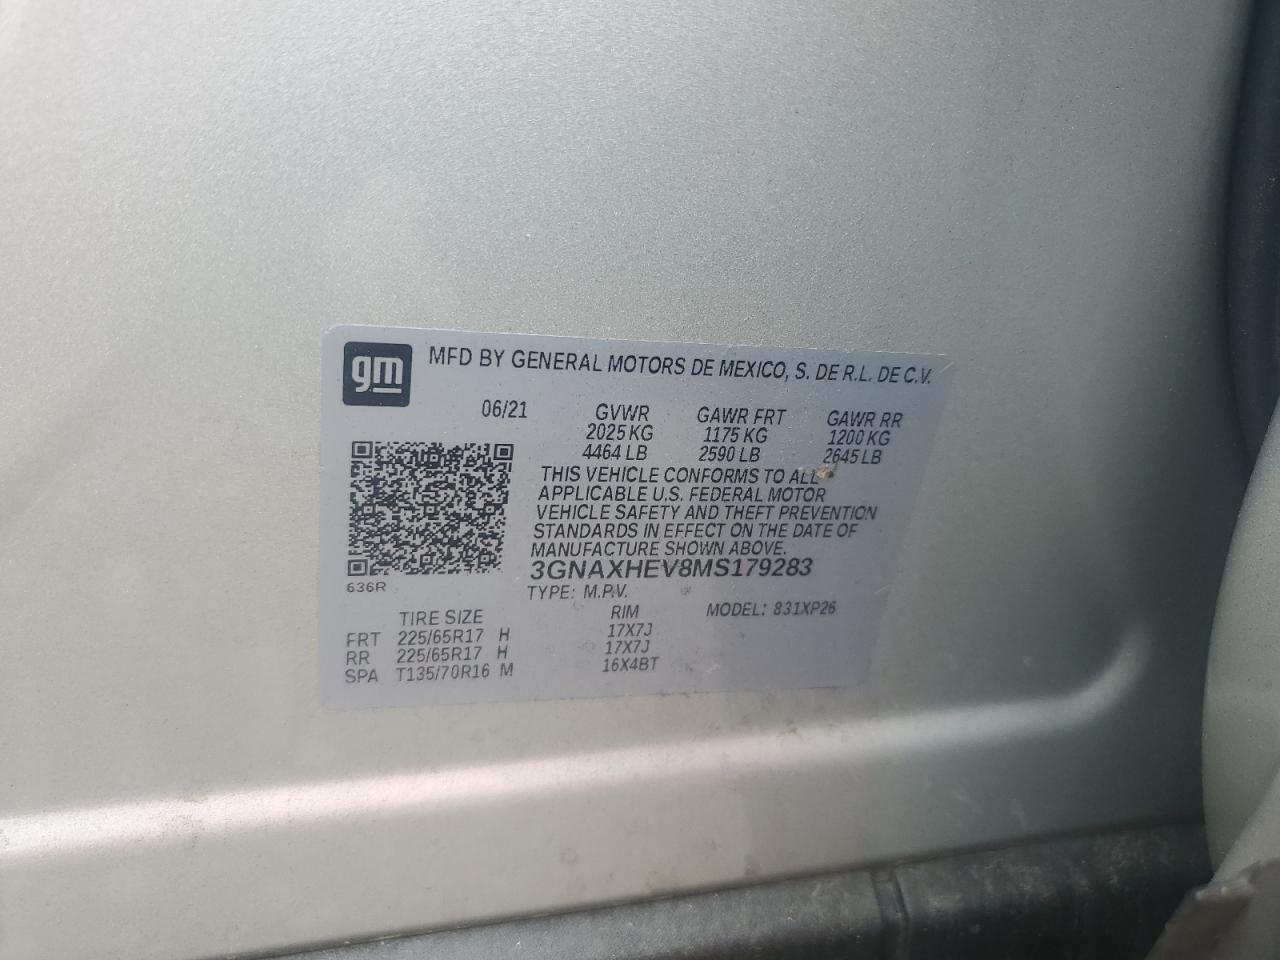 gm MFD BY GENERAL MOTORS DE MEXICO, S. DE R.L. DE C.V.
06/21 GVWR GAWR FRT GAWR RR
2025 KG 1175 KG 1200 KG
4464 LB 2590 LB 2645 LB
THIS VEHICLE CONFORMS TO ALL
APPLICABLE U.S. FEDERAL MOTOR
VEHICLE SAFETY AND THEFT PREVENTION
STANDARDS IN EFFECT ON THE DATE OF
MANUFACTURE SHOWN ABOVE.
3GNAXHEV8MS179283
636R TYPE: M.P.V.
TIRE SIZE RIM MODEL: 831XP26
FRT 225/65R17 H 17X7J
RR 225/65R17 H 17X7J
SPA T135/70R16 M 16X4BT